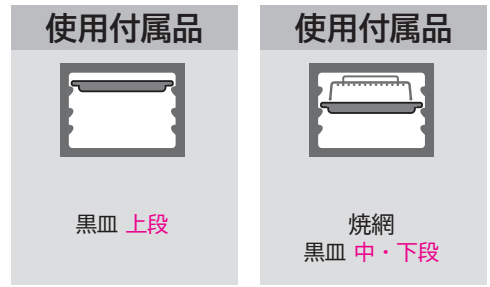 使用付属品
黒皿 上段
使用付属品
焼網
黒皿 中・下段